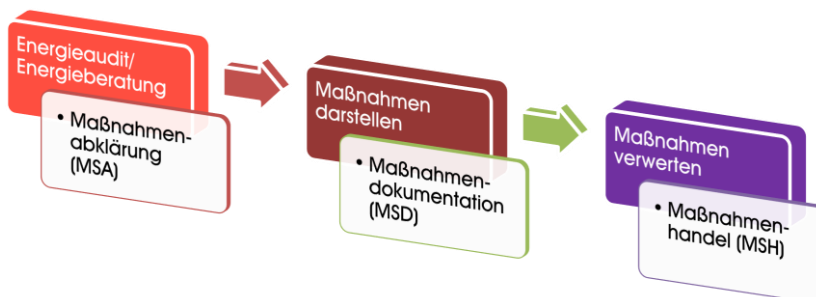 Energieaudit/
Energieberatung
• Maßnahmen-
abklärung
(MSA)
Maßnahmen
darstellen
• Maßnahmen-
dokumentation
(MSD)
Maßnahmen
verwerten
• Maßnahmen-
handel (MSH)